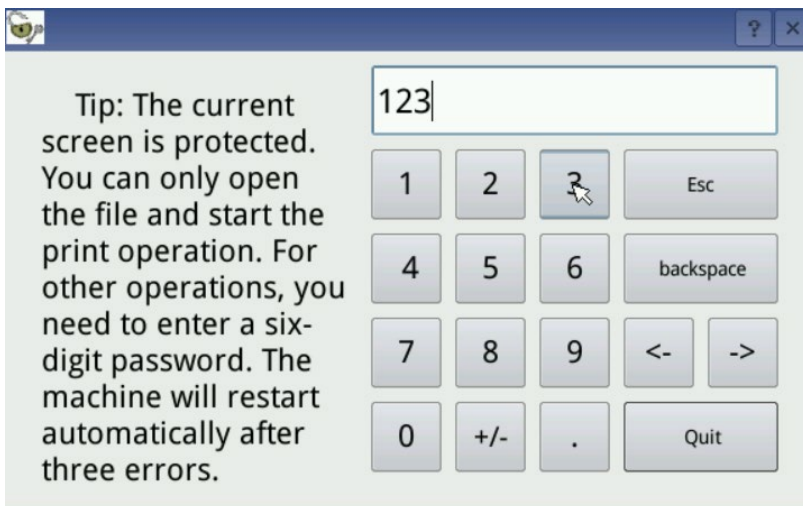 ?
×
Tip: The current
screen is protected.
You can only open
the file and start the
print operation. For
other operations, you
need to enter a six-
digit password. The
machine will restart
automatically after
three errors.
123
1 2 3 Esc
4 5 6 backspace
7 8 9 <- ->
0 +/- . Quit